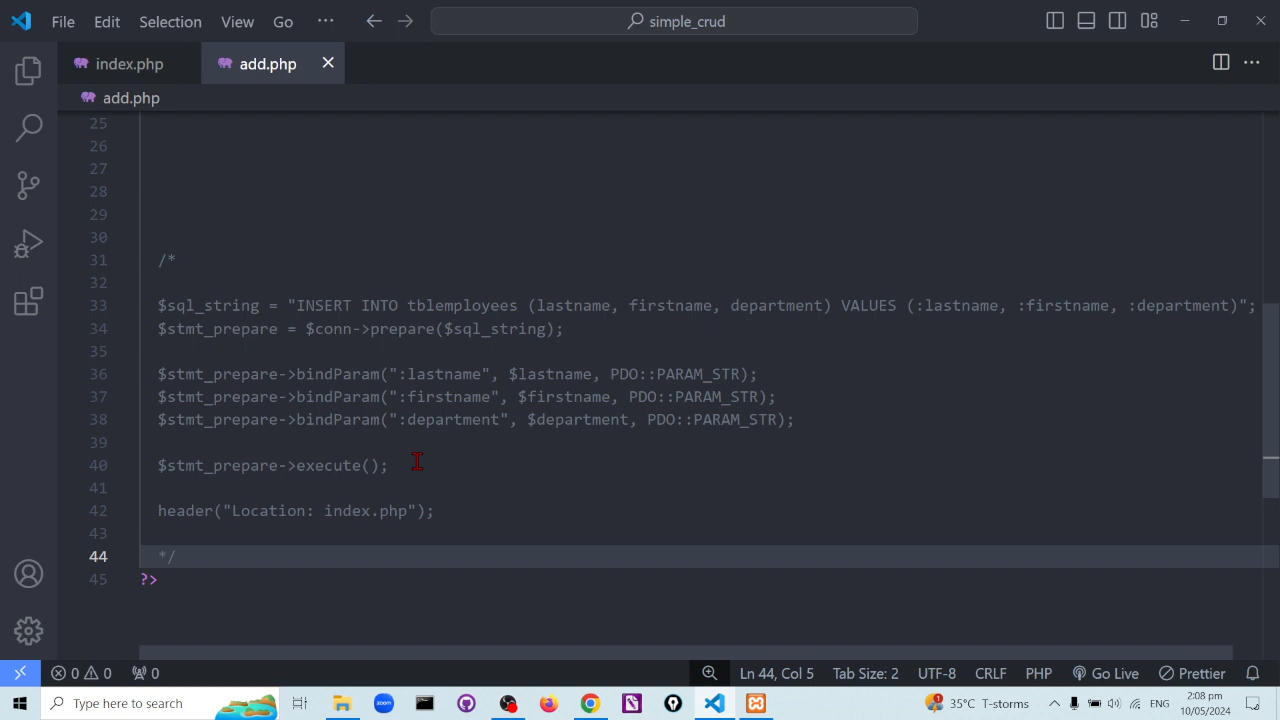 File Edit Selection View Go ··· simple_crud
index.php add.php
add.php
25
26
27
28
29
30
31 /*
32
33 $sql_string = "INSERT INTO tblemployees (lastname, firstname, department) VALUES (:lastname, :firstname, :department)";
34 $stmt_prepare = $conn->prepare($sql_string);
35
36 $stmt_prepare->bindParam(":lastname", $lastname, PDO::PARAM_STR);
37 $stmt_prepare->bindParam(":firstname", $firstname, PDO::PARAM_STR);
38 $stmt_prepare->bindParam(":department", $department, PDO::PARAM_STR);
39
40 $stmt_prepare->execute();
41
42 header("Location: index.php");
43
44 */
45 ?>
0 0 0 Ln 44, Col 5 Tab Size: 2 UTF-8 CRLF PHP Go Live Prettier
Type here to search zoom 1 35°C T-storms ENG 2:08 pm
10/05/2024